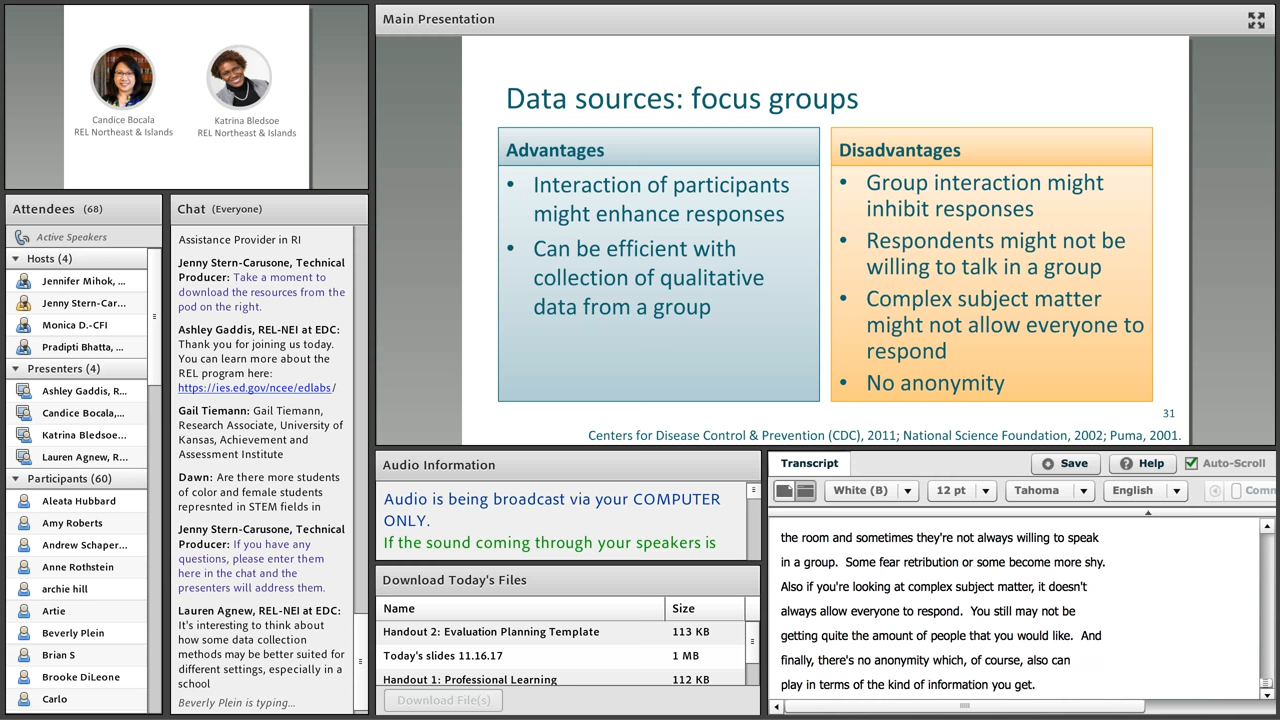 Candice Bocala
REL Northeast & Islands
Katrina Bledsoe
REL Northeast & Islands
Attendees (68)
Active Speakers
Hosts (4)
Jennifer Mihok, ...
Jenny Stern-Car...
Monica D.-CFI
Pradipti Bhatta, ...
Presenters (4)
Ashley Gaddis, R...
Candice Bocala,...
Katrina Bledsoe...
Lauren Agnew, R...
Participants (60)
Aleata Hubbard
Amy Roberts
Andrew Schaper...
Anne Rothstein
archie hill
Artie
Beverly Plein
Brian S
Brooke DiLeone
Carlo
Chat (Everyone)
Assistance Provider in RI
Jenny Stern-Carusone, Technical
Producer: Take a moment to
download the resources from the
pod on the right.
Ashley Gaddis, REL-NEI at EDC:
Thank you for joining us today.
You can learn more about the
REL program here:
https://ies.ed.gov/ncee/edlabs/
Gail Tiemann: Gail Tiemann,
Research Associate, University of
Kansas, Achievement and
Assessment Institute
Dawn: Are there more students
of color and female students
represnted in STEM fields in
Jenny Stern-Carusone, Technical
Producer: If you have any
questions, please enter them
here in the chat and the
presenters will address them.
Lauren Agnew, REL-NEI at EDC:
It's interesting to think about
how some data collection
methods may be better suited for
different settings, especially in a
school
Beverly Plein is typing...
Main Presentation
Data sources: focus groups
Advantages
• Interaction of participants
might enhance responses
• Can be efficient with
collection of qualitative
data from a group
Disadvantages
• Group interaction might
inhibit responses
• Respondents might not be
willing to talk in a group
• Complex subject matter
might not allow everyone to
respond
• No anonymity
31
Centers for Disease Control & Prevention (CDC), 2011; National Science Foundation, 2002; Puma, 2001.
Audio Information
Audio is being broadcast via your COMPUTER
ONLY.
If the sound coming through your speakers is
Download Today's Files
Name Size
Handout 2: Evaluation Planning Template 113 KB
Today's slides 11.16.17 1 MB
Handout 1: Professional Learning 112 KB
Download File(s)
Transcript Save Help Auto-Scroll
White (B) 12 pt Tahoma English Comm
the room and sometimes they're not always willing to speak
in a group. Some fear retribution or some become more shy.
Also if you're looking at complex subject matter, it doesn't
always allow everyone to respond. You still may not be
getting quite the amount of people that you would like. And
finally, there's no anonymity which, of course, also can
play in terms of the kind of information you get.